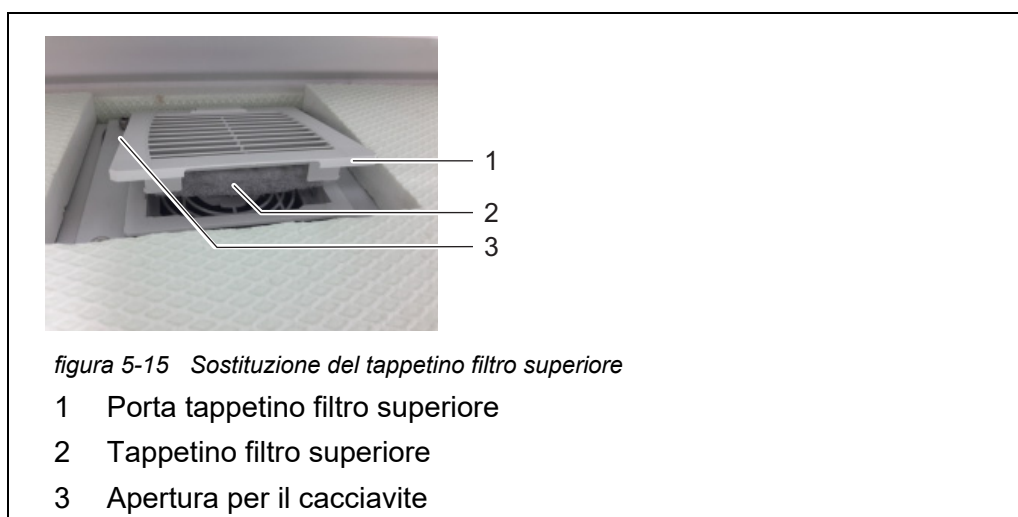 1
2
3
figura 5-15 Sostituzione del tappetino filtro superiore
1 Porta tappetino filtro superiore
2 Tappetino filtro superiore
3 Apertura per il cacciavite